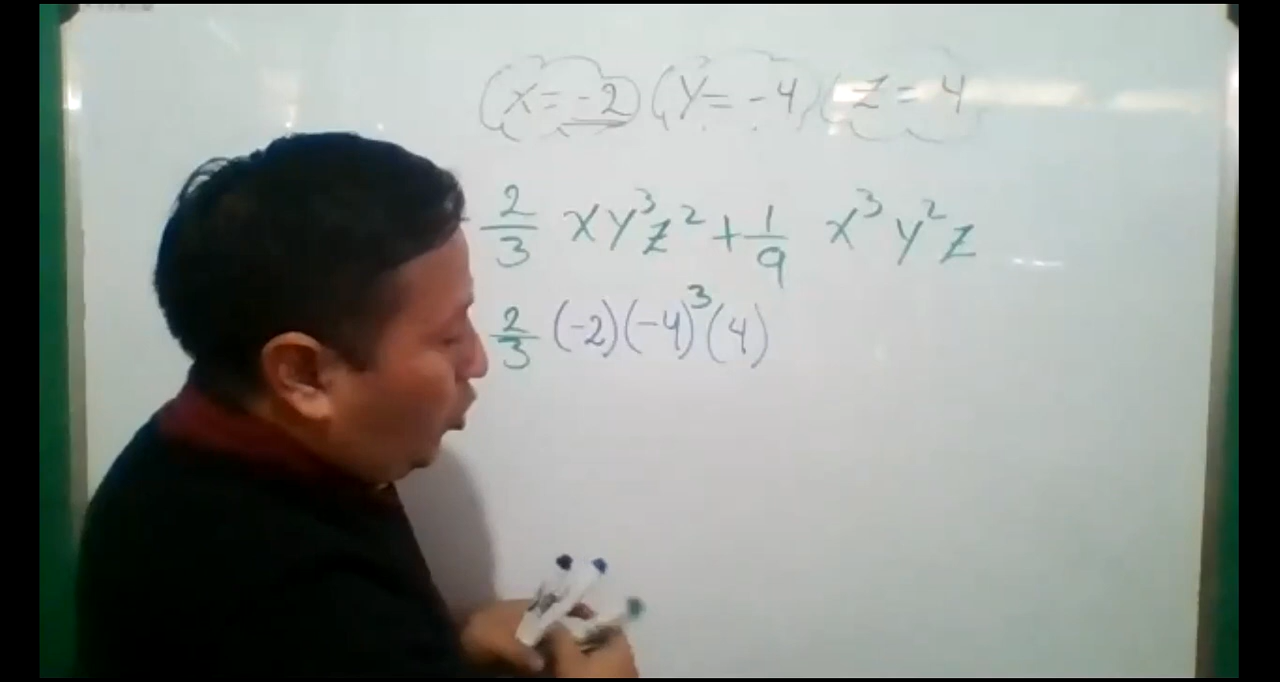 (x = -2) (y = -4) (z = 4)
2/3 xy³z² + 1/9 x³y²z
2/3 (-2)(-4)³(4)